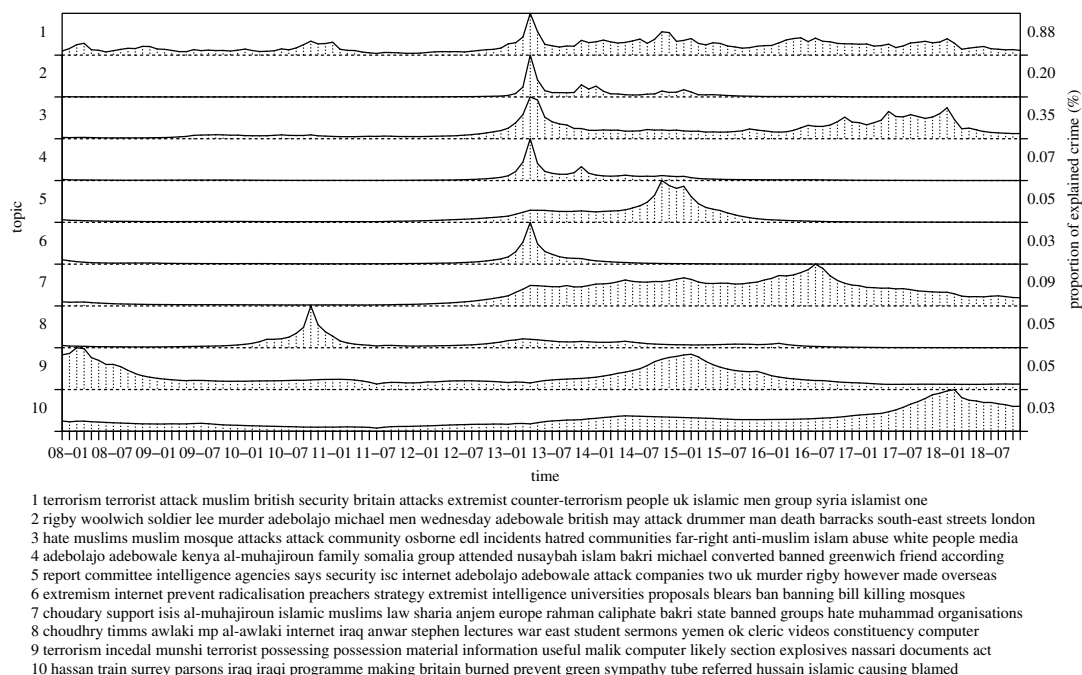 1 0.88
2 0.20
3 0.35
4 0.07
5 0.05
6 0.03
7 0.09
8 0.05
9 0.05
10 0.03
topic
proportion of explained crime (%)
08–01 08–07 09–01 09–07 10–01 10–07 11–01 11–07 12–01 12–07 13–01 13–07 14–01 14–07 15–01 15–07 16–01 16–07 17–01 17–07 18–01 18–07
time
1 terrorism terrorist attack muslim british security britain attacks extremist counter-terrorism people uk islamic men group syria islamist one
2 rigby woolwich soldier lee murder adebolajo michael men wednesday adebowale british may attack drummer man death barracks south-east streets london
3 hate muslims muslim mosque attacks attack community osborne edl incidents hatred communities far-right anti-muslim islam abuse white people media
4 adebolajo adebowale kenya al-muhajiroun family somalia group attended nusaybah islam bakri michael converted banned greenwich friend according
5 report committee intelligence agencies says security isc internet adebolajo adebowale attack companies two uk murder rigby however made overseas
6 extremism internet prevent radicalisation preachers strategy extremist intelligence universities proposals blears ban banning bill killing mosques
7 choudary support isis al-muhajiroun islamic muslims law sharia anjem europe rahman caliphate bakri state banned groups hate muhammad organisations
8 choudhry timms awlaki mp al-awlaki internet iraq anwar stephen lectures war east student sermons yemen ok cleric videos constituency computer
9 terrorism incedal munshi terrorist possessing possession material information useful malik computer likely section explosives nassari documents act
10 hassan train surrey parsons iraq iraqi programme making britain burned prevent green sympathy tube referred hussain islamic causing blamed